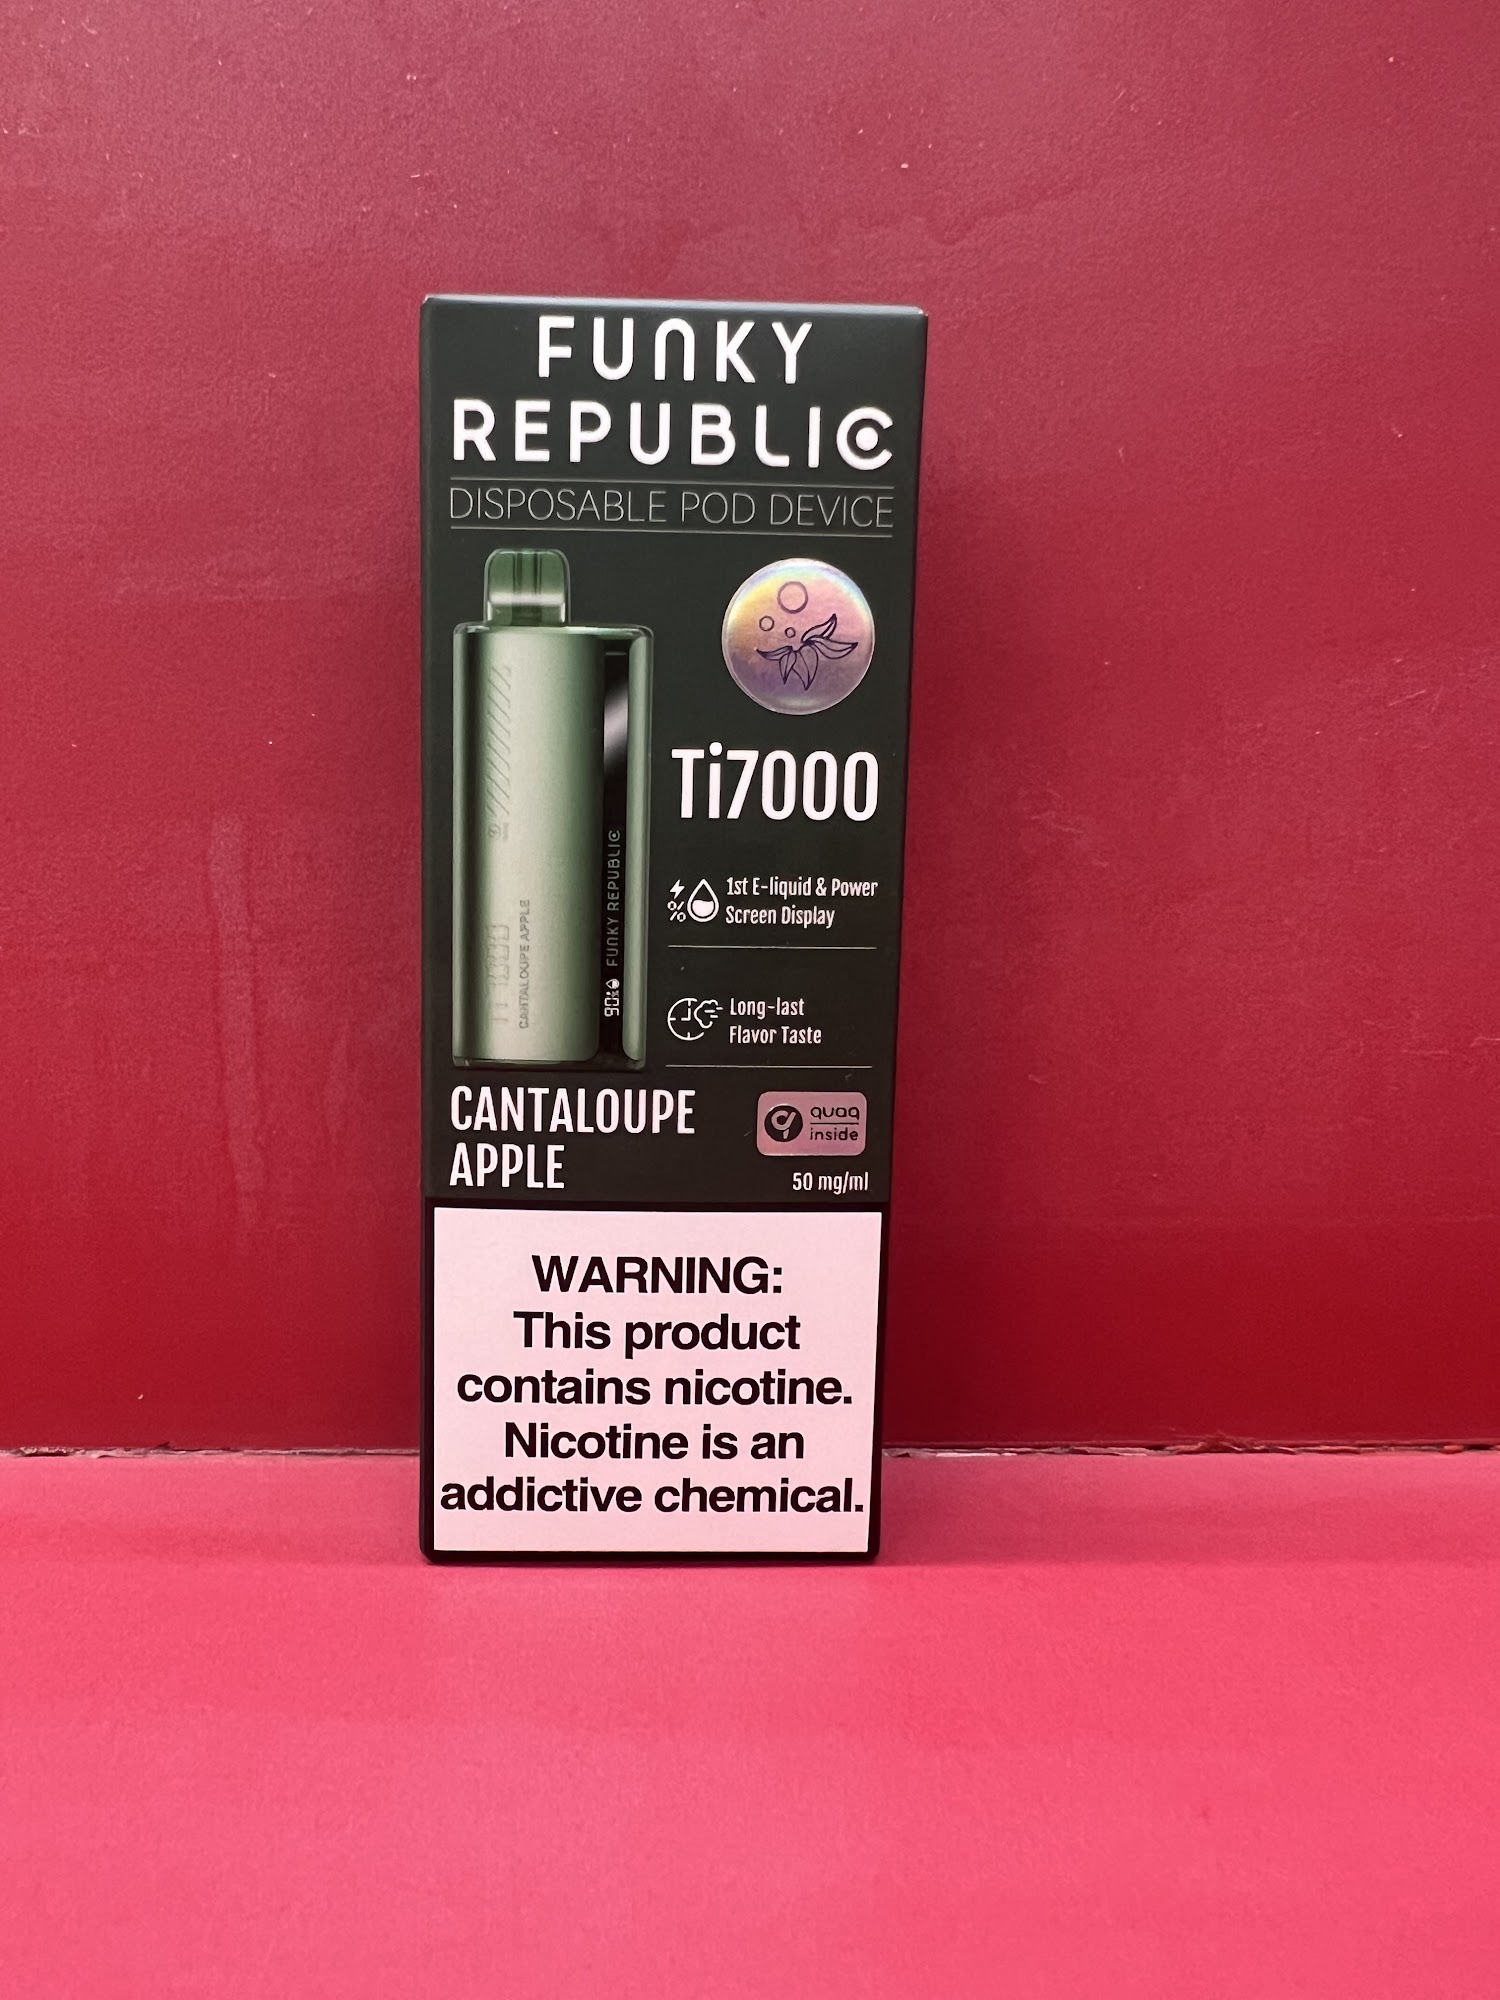 FUNKY
REPUBLIC
DISPOSABLE POD DEVICE
Ti7000
1st E-liquid & Power
Screen Display
Long-last
Flavor Taste
CANTALOUPE APPLE
FUNKY REPUBLIC
90%
CANTALOUPE
APPLE
quaq
inside
50 mg/ml
WARNING:
This product
contains nicotine.
Nicotine is an
addictive chemical.